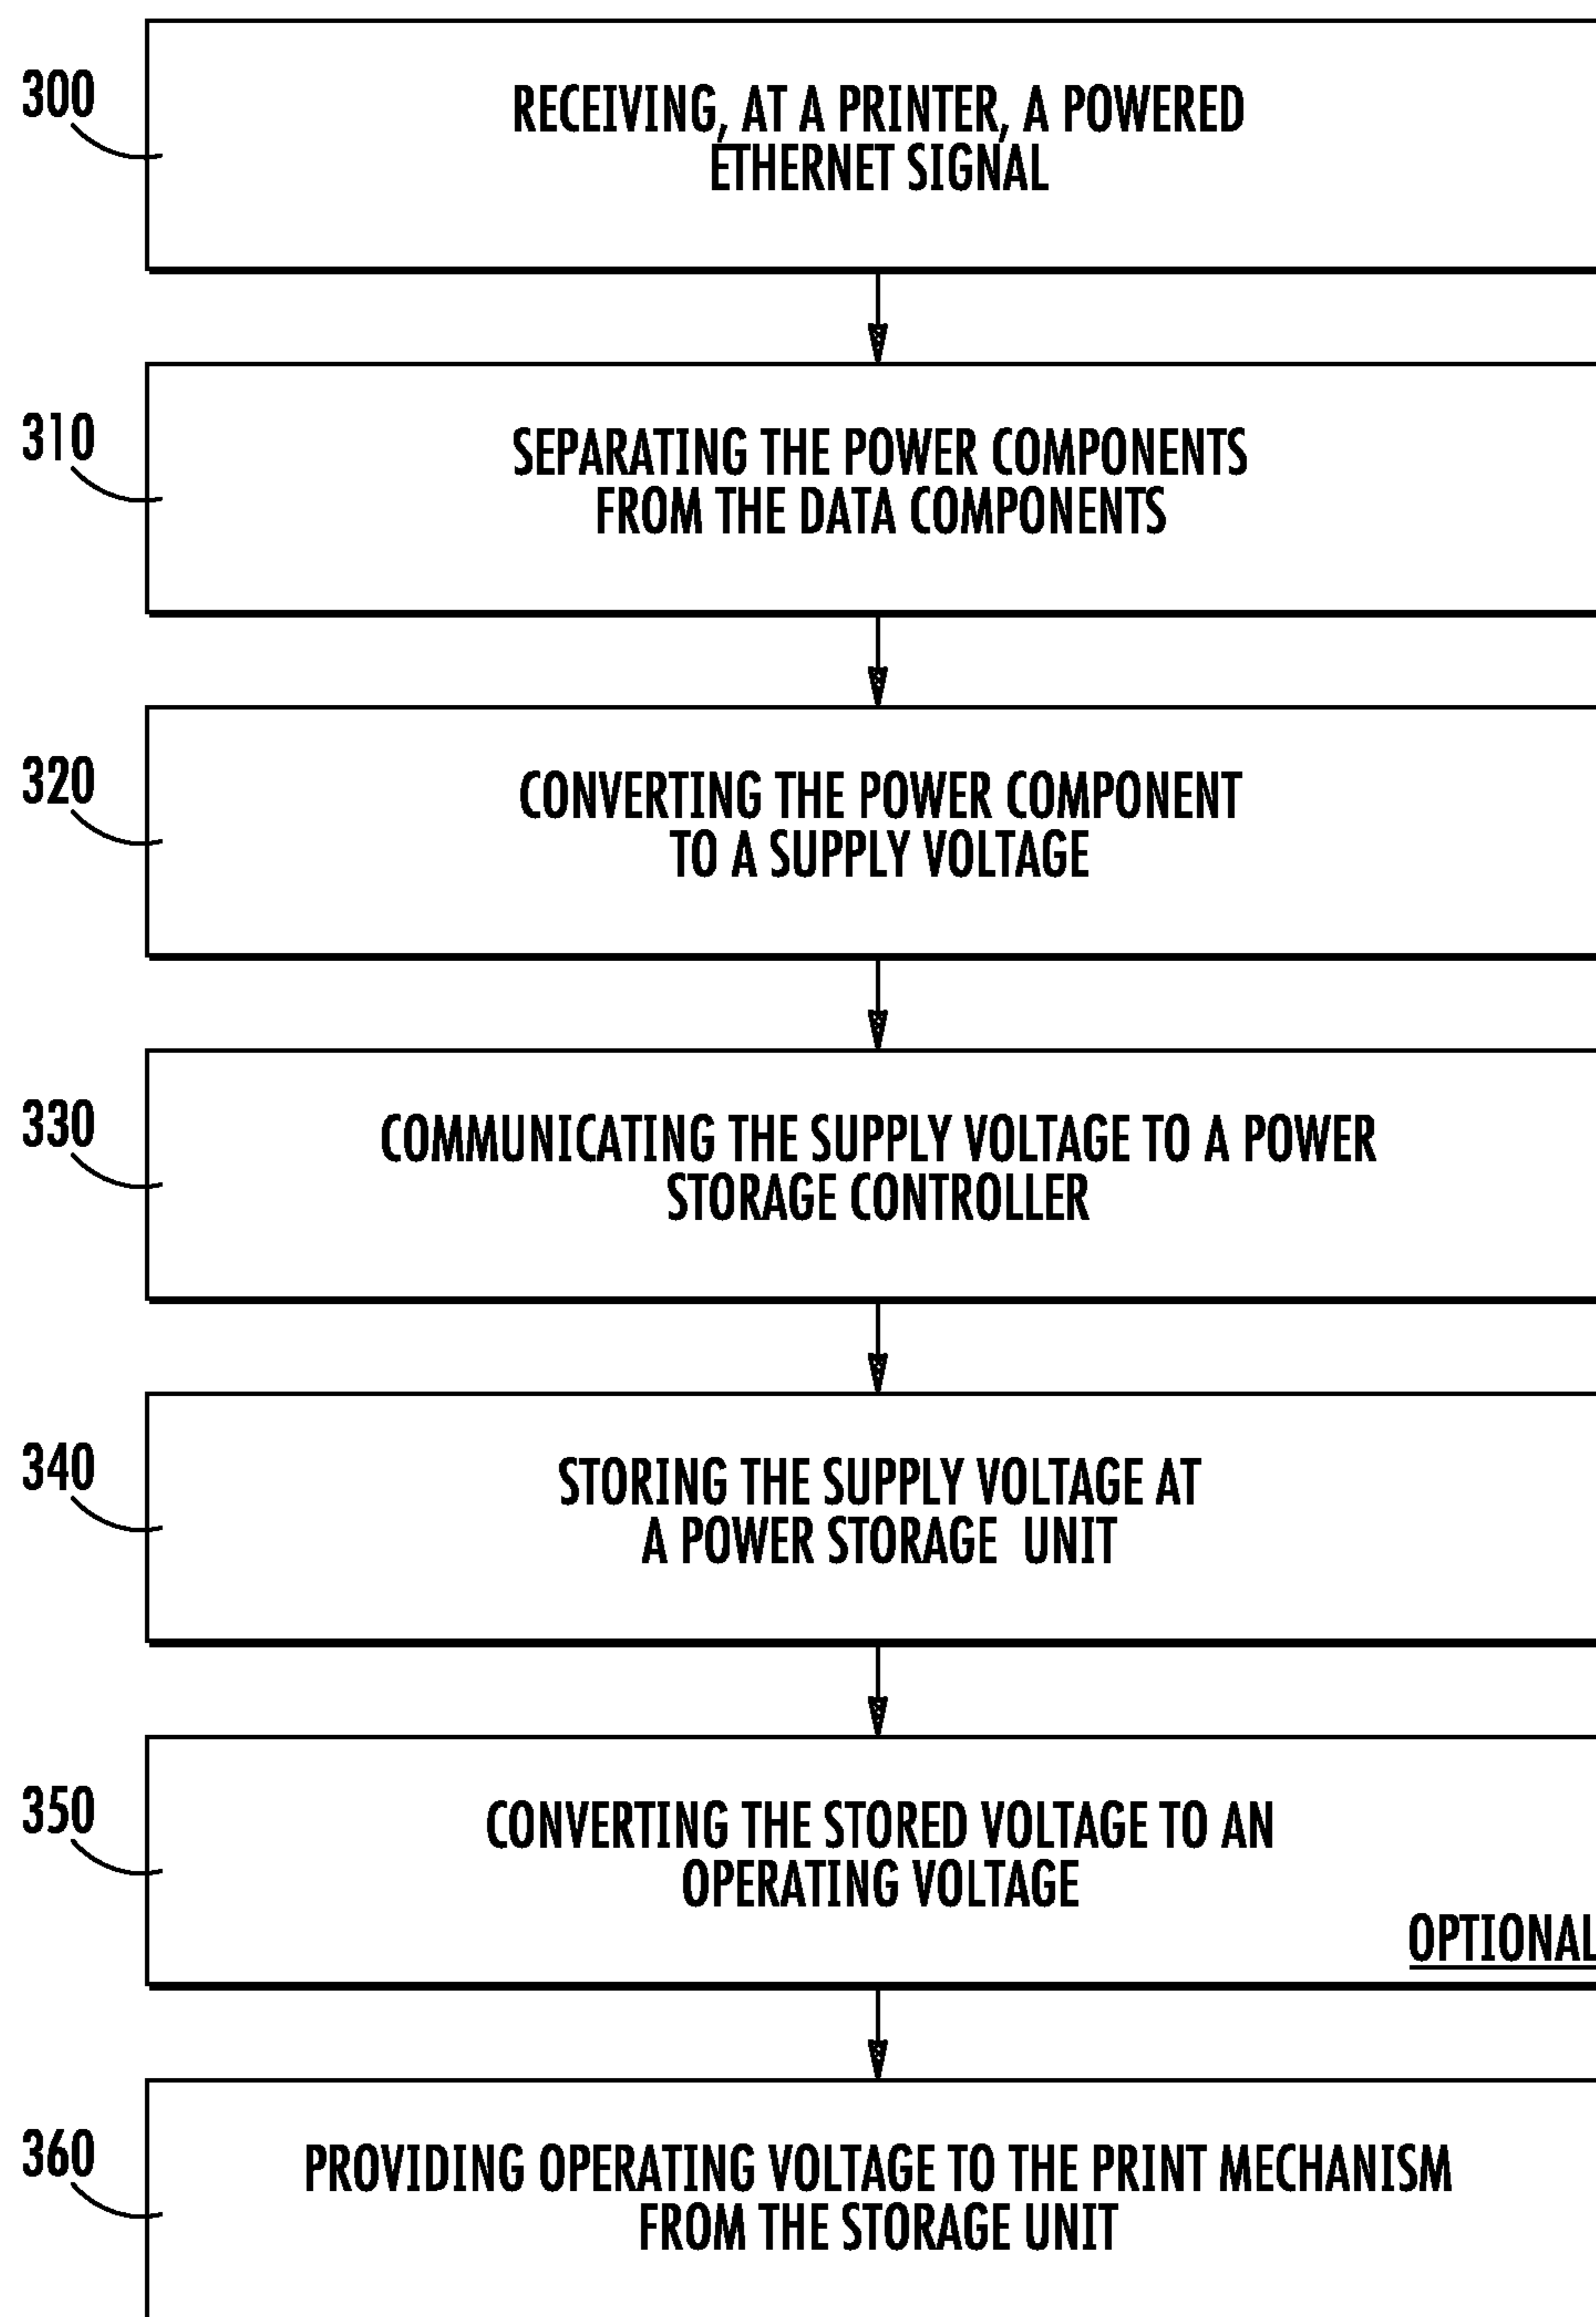 300
RECEIVING, AT A PRINTER, A POWERED
ETHERNET SIGNAL
310
SEPARATING THE POWER COMPONENTS
FROM THE DATA COMPONENTS
320
CONVERTING THE POWER COMPONENT
TO A SUPPLY VOLTAGE
330
COMMUNICATING THE SUPPLY VOLTAGE TO A POWER
STORAGE CONTROLLER
340
STORING THE SUPPLY VOLTAGE AT
A POWER STORAGE UNIT
350
CONVERTING THE STORED VOLTAGE TO AN
OPERATING VOLTAGE
OPTIONAL
360
PROVIDING OPERATING VOLTAGE TO THE PRINT MECHANISM
FROM THE STORAGE UNIT